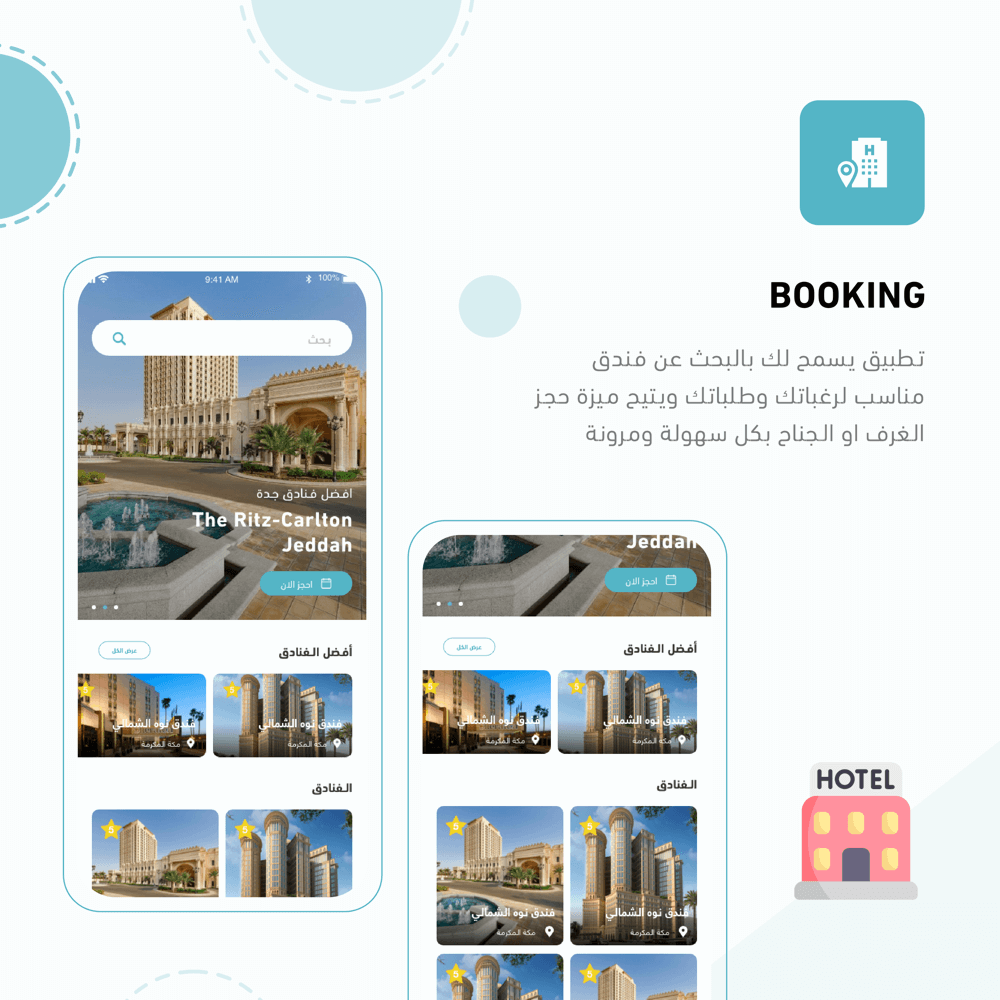 H
BOOKING
تطبيق يسمح لك بالبحث عن فندق
مناسب لرغباتك وطلباتك ويتيح ميزة حجز
الغرف او الجناح بكل سهولة ومرونة
9:41 AM
100%
بحث
افضل فنادق جدة
The Ritz-Carlton
Jeddah
احجز الان
أفضل الفنادق
عرض الكل
5
5
فندق نوه الشمالي
فندق نوه الشمالي
مكة المكرمة
مكة المكرمة
الفنادق
5
5
Jeddah
احجز الان
أفضل الفنادق
عرض الكل
5
5
فندق نوه الشمالي
فندق نوه الشمالي
مكة المكرمة
مكة المكرمة
الفنادق
5
5
فندق نوه الشمالي
فندق نوه الشمالي
مكة المكرمة
مكة المكرمة
5
5
HOTEL